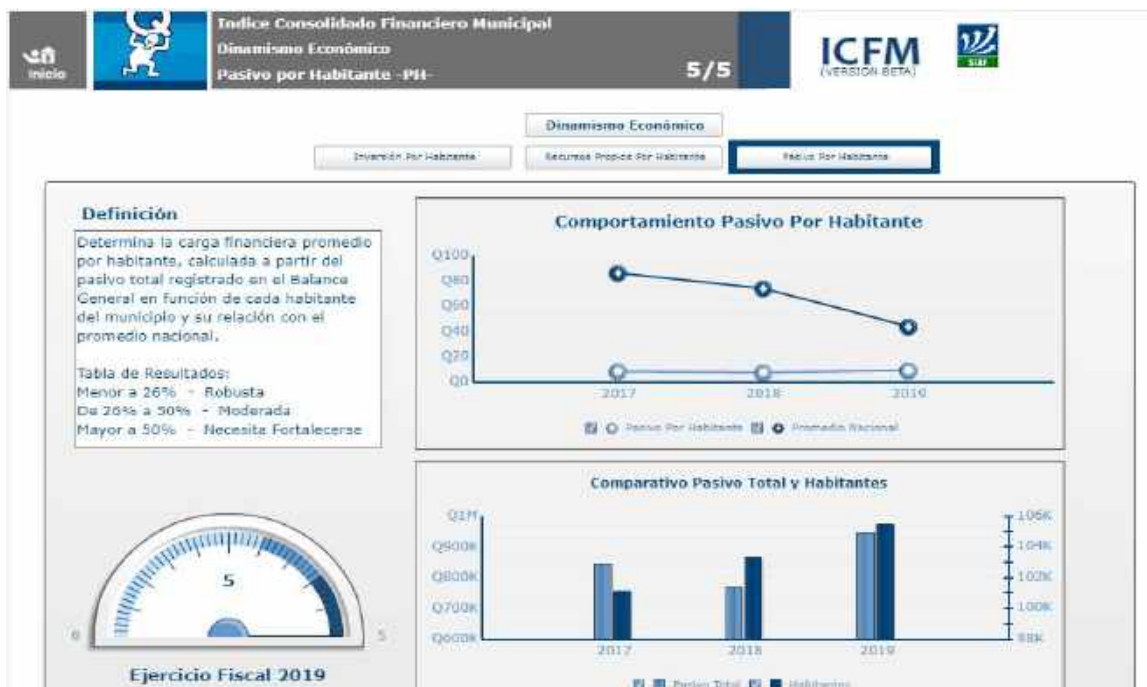 Indice Consolidado Financiero Municipal
Dinamismo Económico
Pasivo por Habitante -PH-
5/5
Inicio
ICFM
(VERSION BETA)
SIAF
Dinamismo Económico
Inversión Por Habitante
Recursos Propios Por Habitante
Pasivo Por Habitante
Definición
Determina la carga financiera promedio
por habitante, calculada a partir del
pasivo total registrado en el Balance
General en función de cada habitante
del municipio y su relación con el
promedio nacional.
Tabla de Resultados:
Menor a 26% - Robusta
De 26% a 50% - Moderada
Mayor a 50% - Necesita Fortalecerse
Comportamiento Pasivo Por Habitante
Q100
Q80
Q60
Q40
Q20
Q0
2017
2018
2019
Pasivo Por Habitante
Promedio Nacional
5
0
5
Ejercicio Fiscal 2019
Comparativo Pasivo Total y Habitantes
Q1M
Q900K
Q800K
Q700K
Q600K
106K
104K
102K
100K
98K
2017
2018
2019
Pasivo Total
Habitantes